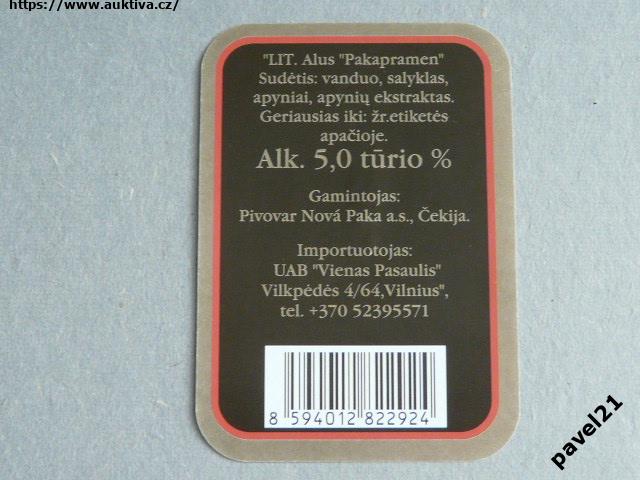 https://www.auktiva.cz/
"LIT. Alus "Pakapramen"
Sudėtis: vanduo, salyklas,
apyniai, apynių ekstraktas.
Geriausias iki: žr.etiketės
apačioje.
Alk. 5,0 tūrio %
Gamintojas:
Pivovar Nová Paka a.s., Čekija.
Importuotojas:
UAB "Vienas Pasaulis"
Vilkpėdės 4/64,Vilnius",
tel. +370 52395571
8 594012 822924
pavel21